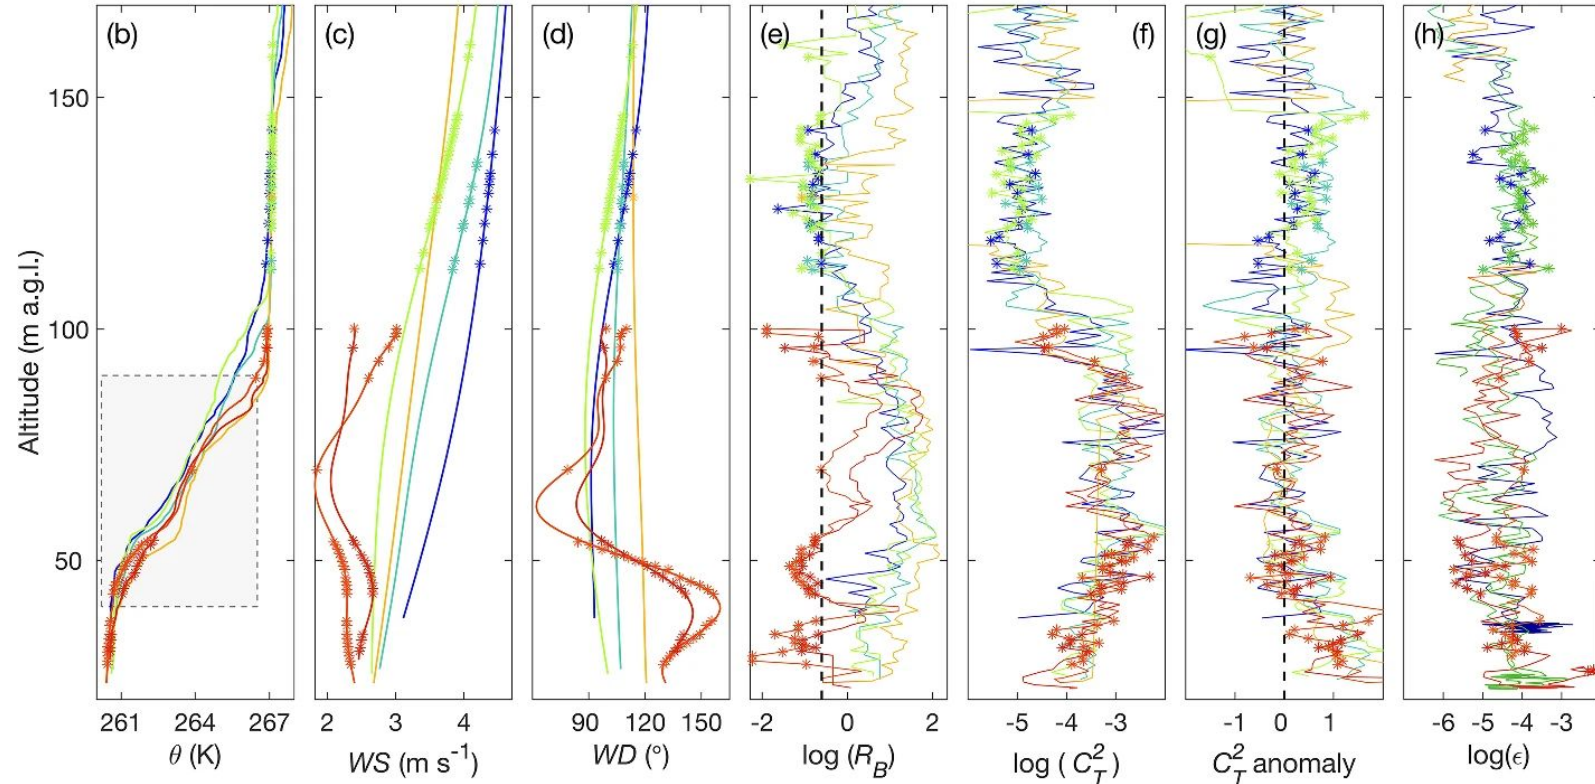 (b) (c) (d) (e) (f) (g) (h)
Altitude (m a.g.l.)
150
100
50
261 264 267
θ (K)
2 3 4
WS (m s⁻¹)
90 150
WD (°)
-2 0 2
log (R_B)
-5 -4 -3
log ( C_T^2)
-1 0 1
C_T^2 anomaly
-6 -5 -4 -3
log(ϵ)